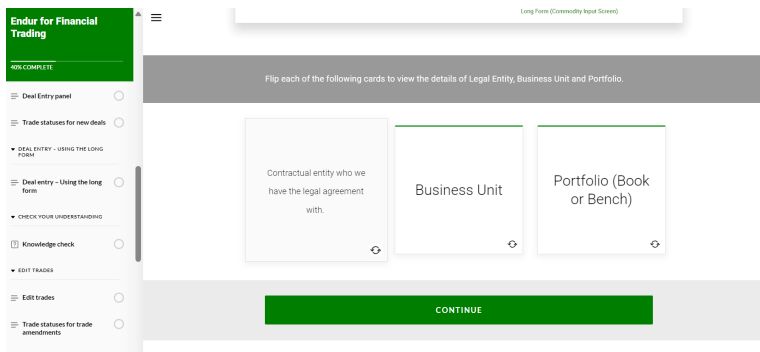 Endur for Financial
Trading
40% COMPLETE
Deal Entry panel
Trade statuses for new deals
DEAL ENTRY – USING THE LONG
FORM
Deal entry – Using the long
form
CHECK YOUR UNDERSTANDING
Knowledge check
EDIT TRADES
Edit trades
Trade statuses for trade
amendments
Long Form (Commodity Input Screen)
Flip each of the following cards to view the details of Legal Entity, Business Unit and Portfolio.
Contractual entity who we
have the legal agreement
with.
Business Unit
Portfolio (Book
or Bench)
CONTINUE